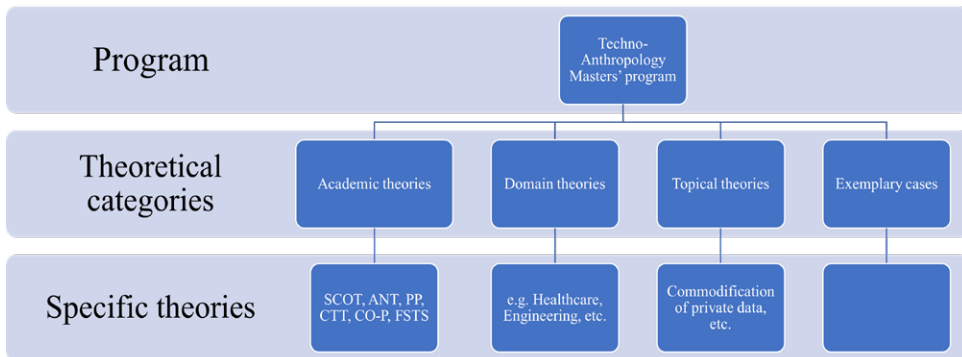 Program
Techno-
Anthropology
Masters’ program
Theoretical
categories
Academic theories
Domain theories
Topical theories
Exemplary cases
Specific theories
SCOT, ANT, PP,
CTT, CO-P, FSTS
e.g. Healthcare,
Engineering, etc.
Commodification
of private data,
etc.